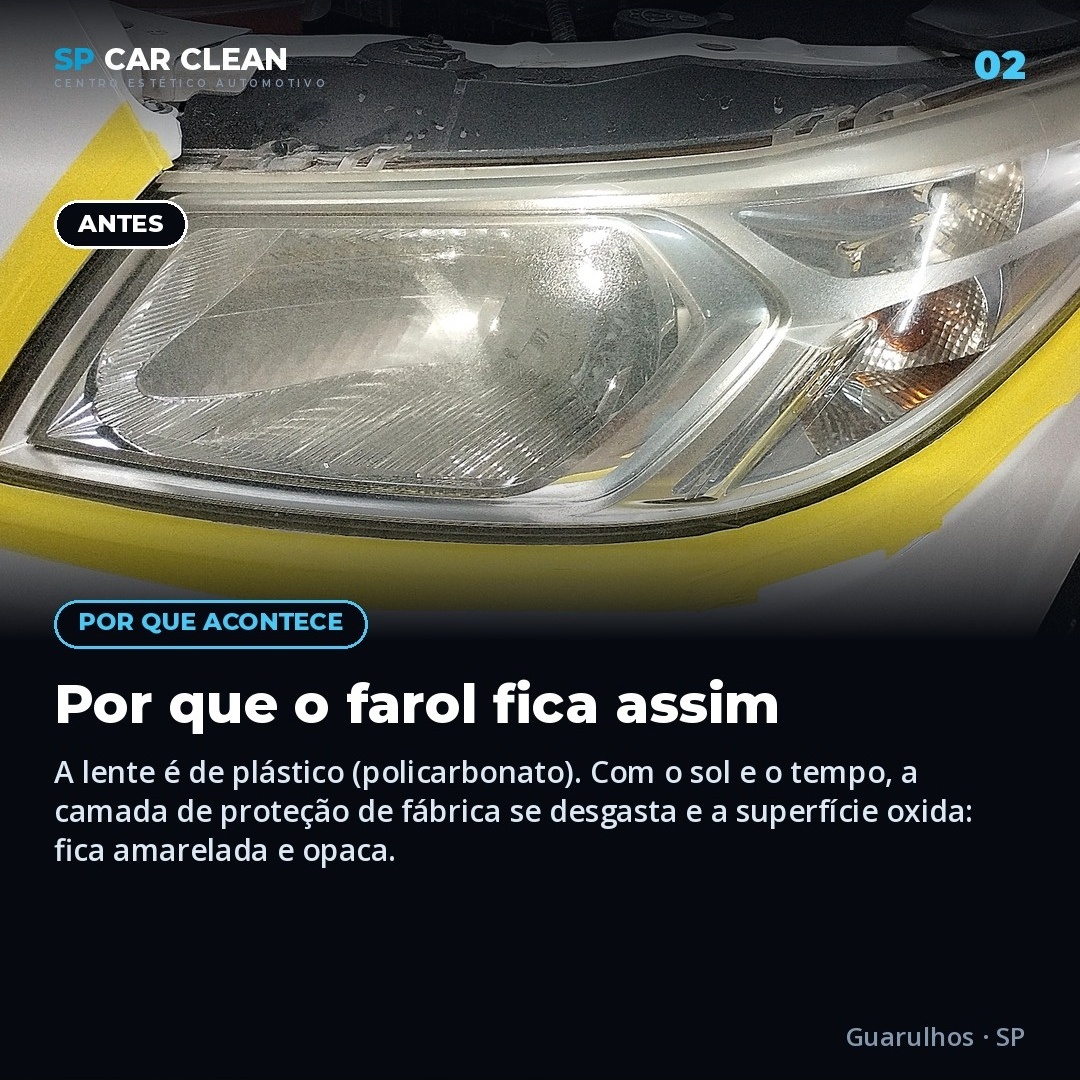 SP CAR CLEAN
CENTRO ESTÉTICO AUTOMOTIVO
02
ANTES
POR QUE ACONTECE
Por que o farol fica assim
A lente é de plástico (policarbonato). Com o sol e o tempo, a
camada de proteção de fábrica se desgasta e a superfície oxida:
fica amarelada e opaca.
Guarulhos · SP